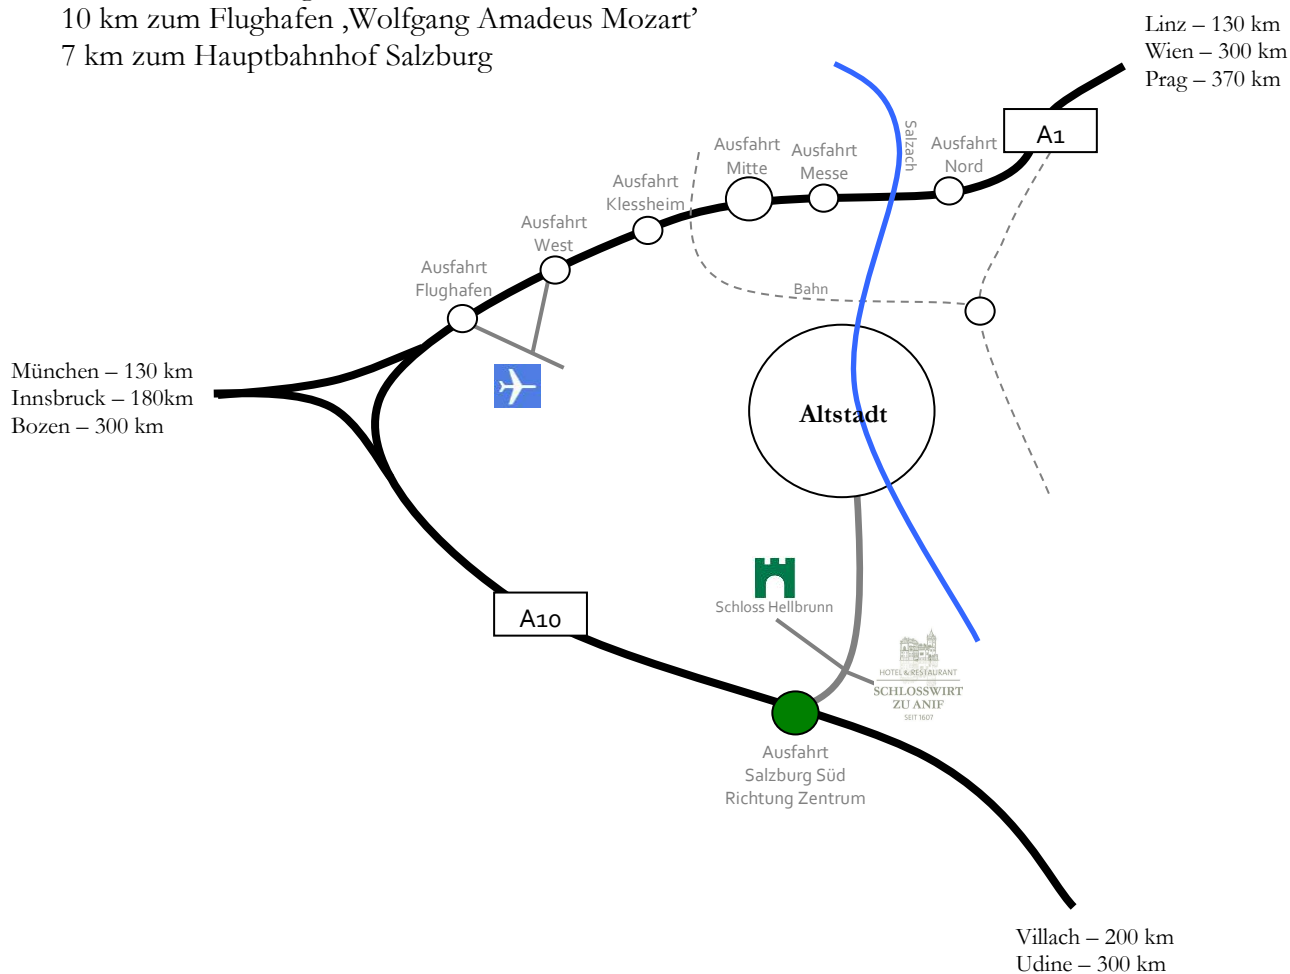 10 km zum Flughafen ‚Wolfgang Amadeus Mozart’
7 km zum Hauptbahnhof Salzburg
Linz – 130 km
Wien – 300 km
Prag – 370 km
A1
Salzach
Ausfahrt
Nord
Ausfahrt
Messe
Ausfahrt
Mitte
Ausfahrt
Klessheim
Ausfahrt
West
Ausfahrt
Flughafen
Bahn
München – 130 km
Innsbruck – 180km
Bozen – 300 km
Altstadt
Schloss Hellbrunn
A10
HOTEL & RESTAURANT
SCHLOSSWIRT
ZU ANIF
SEIT 1607
Ausfahrt
Salzburg Süd
Richtung Zentrum
Villach – 200 km
Udine – 300 km